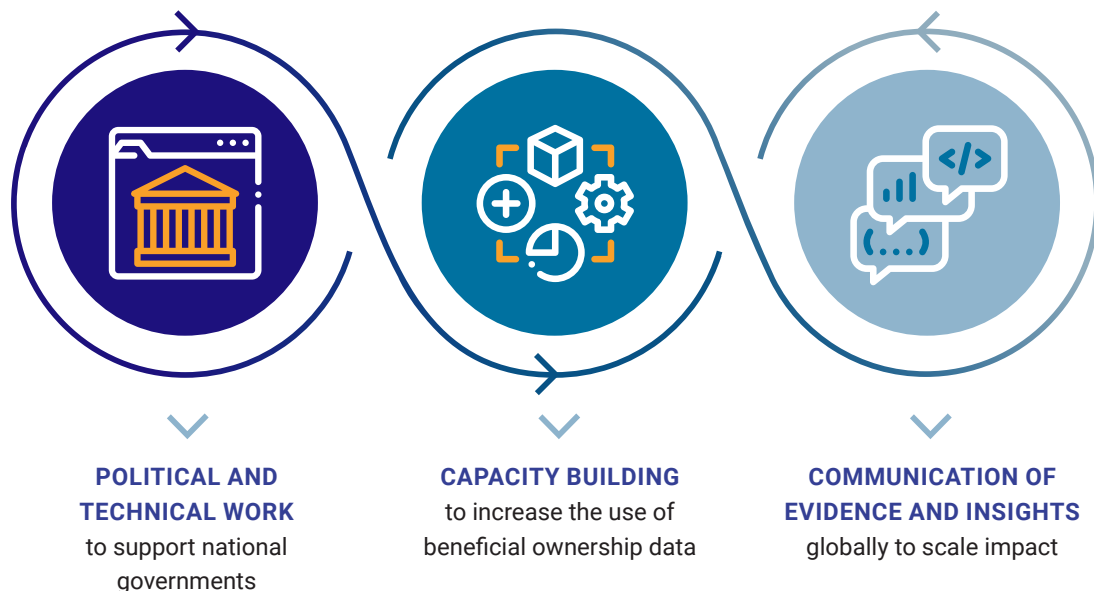 </>
(....)
POLITICAL AND
TECHNICAL WORK
to support national
governments
CAPACITY BUILDING
to increase the use of
beneficial ownership data
COMMUNICATION OF
EVIDENCE AND INSIGHTS
globally to scale impact